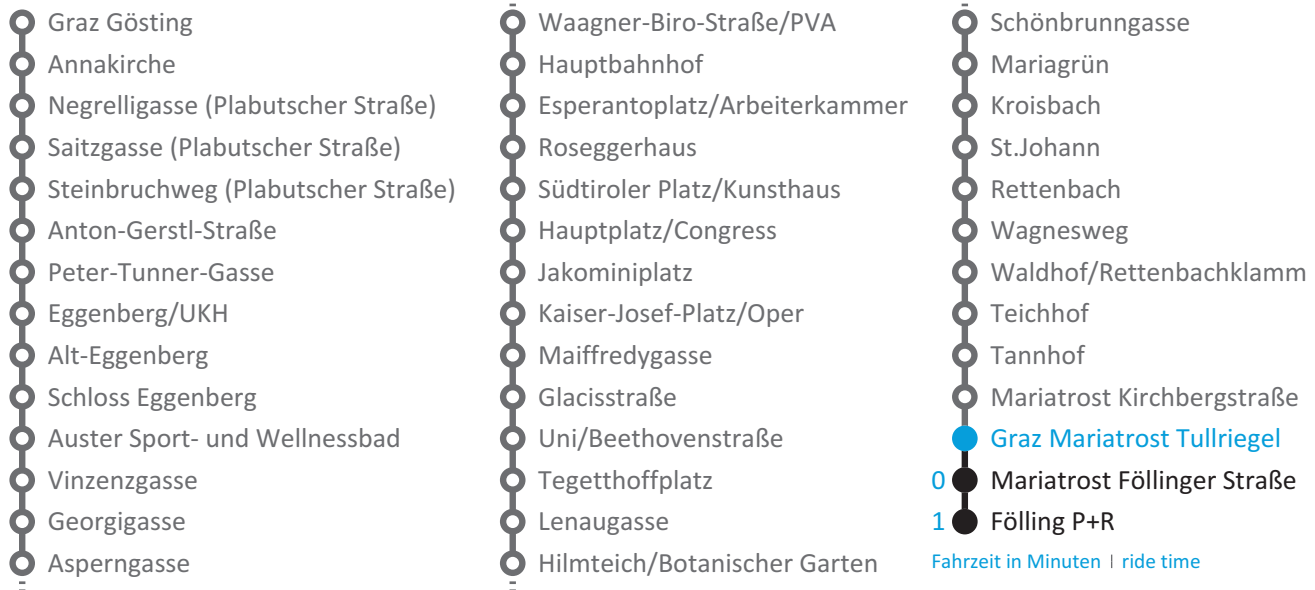 Graz Gösting
Annakirche
Negrelligasse (Plabutscher Straße)
Saitzgasse (Plabutscher Straße)
Steinbruchweg (Plabutscher Straße)
Anton-Gerstl-Straße
Peter-Tunner-Gasse
Eggenberg/UKH
Alt-Eggenberg
Schloss Eggenberg
Auster Sport- und Wellnessbad
Vinzenzgasse
Georgigasse
Asperngasse
Waagner-Biro-Straße/PVA
Hauptbahnhof
Esperantoplatz/Arbeiterkammer
Roseggerhaus
Südtiroler Platz/Kunsthaus
Hauptplatz/Congress
Jakominiplatz
Kaiser-Josef-Platz/Oper
Maiffredygasse
Glacisstraße
Uni/Beethovenstraße
Tegetthoffplatz
Lenaugasse
Hilmteich/Botanischer Garten
Schönbrunngasse
Mariagrün
Kroisbach
St.Johann
Rettenbach
Wagnesweg
Waldhof/Rettenbachklamm
Teichhof
Tannhof
Mariatrost Kirchbergstraße
Graz Mariatrost Tullriegel
0 Mariatrost Föllinger Straße
1 Fölling P+R
Fahrzeit in Minuten | ride time